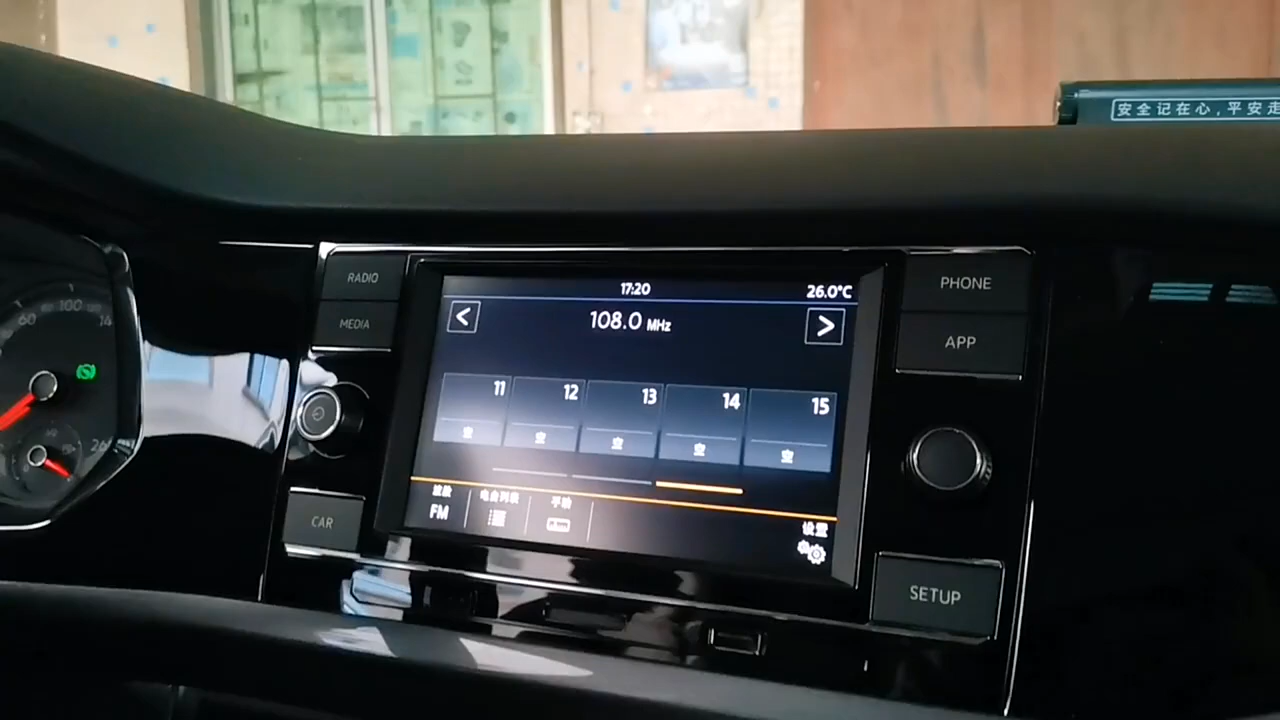 安全记在心,平安走
RADIO
MEDIA
PHONE
APP
17:20
26.0°C
<
108.0 MHz
>
11
12
13
14
15
空
空
空
空
空
波段
电台列表
手动
FM
设置
CAR
SETUP
60
100
14
26